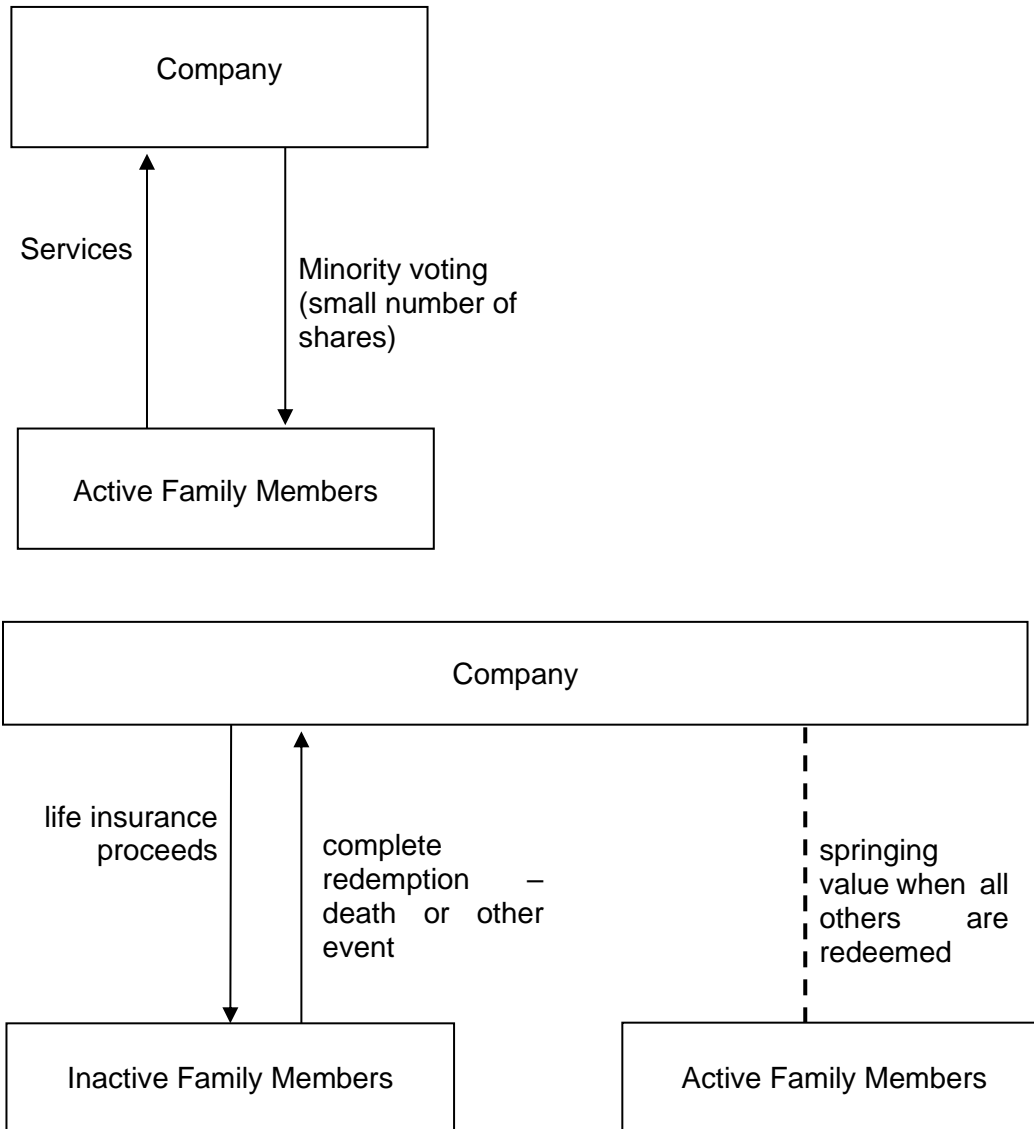 Company
Services
Minority voting
(small number of
shares)
Active Family Members
Company
life insurance
proceeds
complete
redemption –
death or other
event
springing
value when all
others are
redeemed
Inactive Family Members
Active Family Members